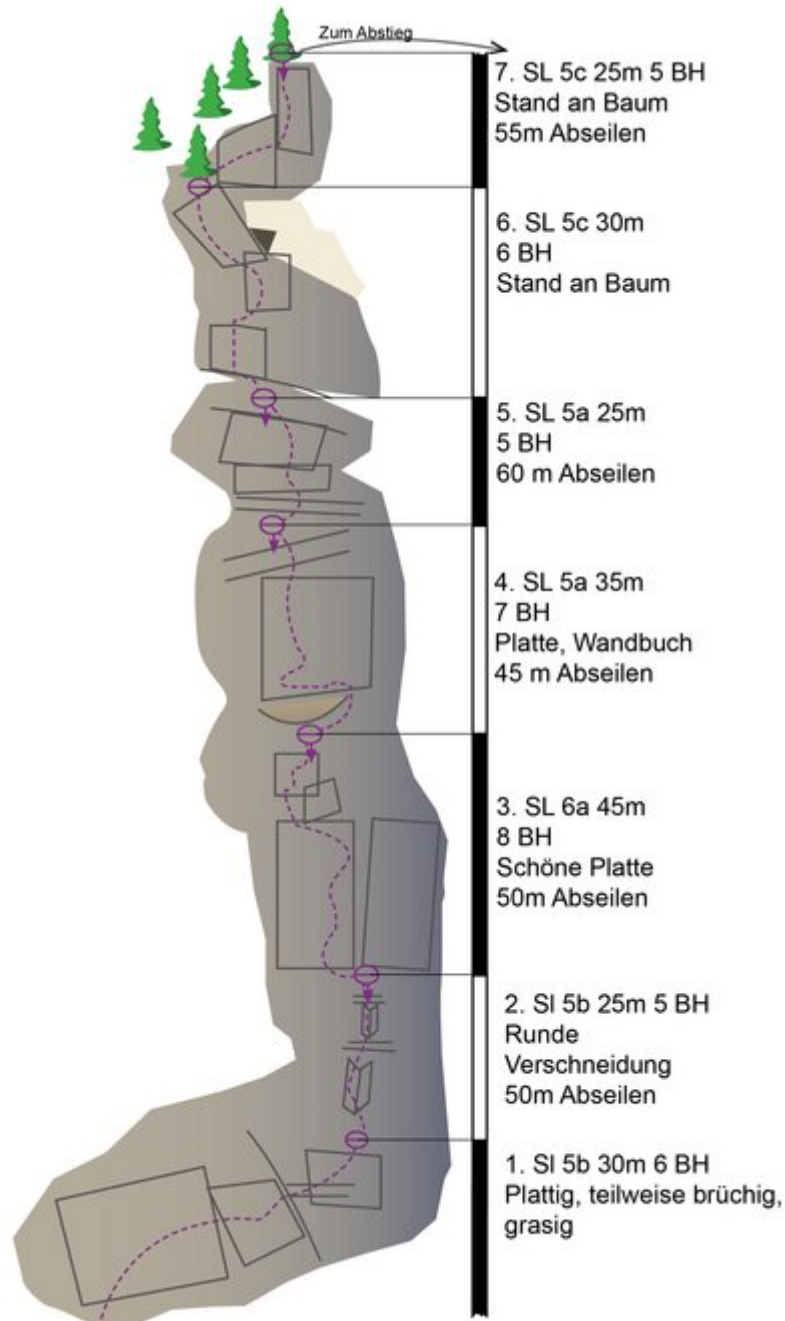 Zum Abstieg
7. SL 5c 25m 5 BH
Stand an Baum
55m Abseilen
6. SL 5c 30m
6 BH
Stand an Baum
5. SL 5a 25m
5 BH
60 m Abseilen
4. SL 5a 35m
7 BH
Platte, Wandbuch
45 m Abseilen
3. SL 6a 45m
8 BH
Schöne Platte
50m Abseilen
2. Sl 5b 25m 5 BH
Runde
Verschneidung
50m Abseilen
1. Sl 5b 30m 6 BH
Plattig, teilweise brüchig,
grasig